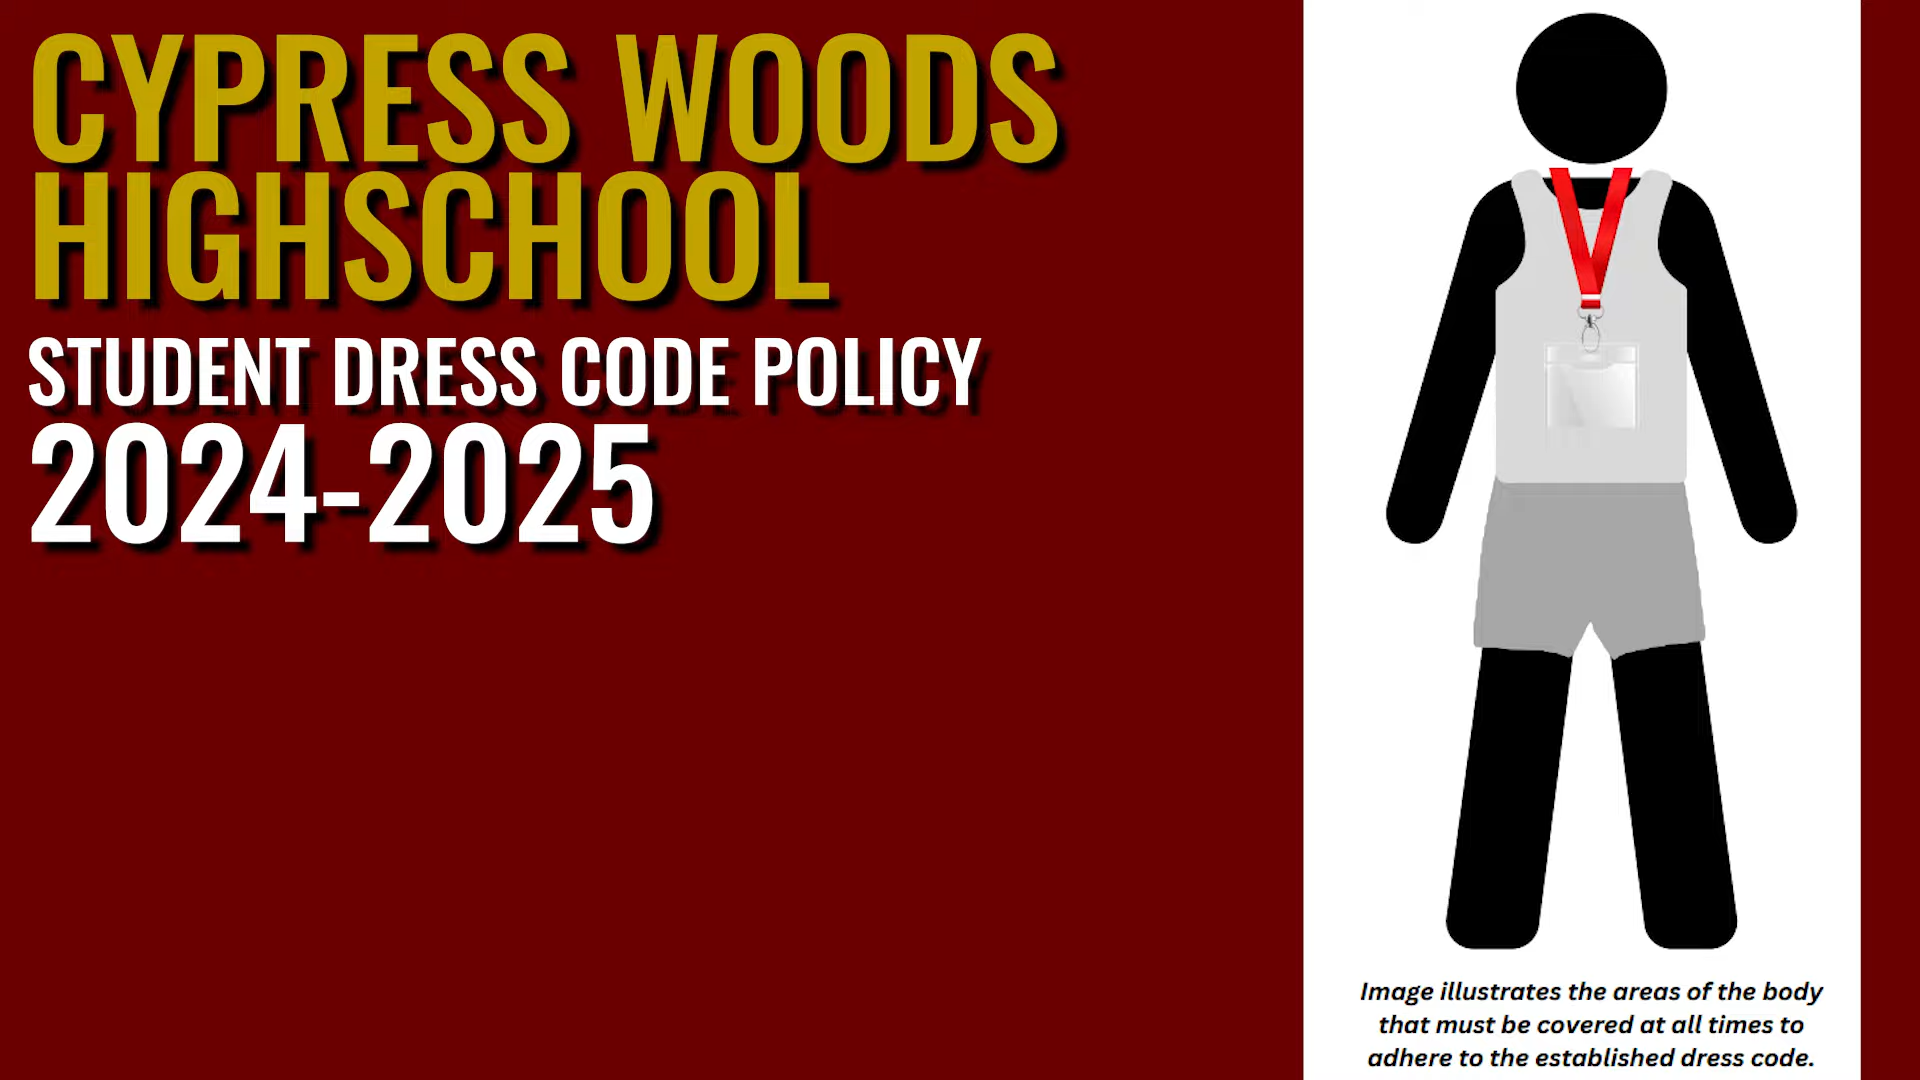 CYPRESS WOODS
HIGHSCHOOL
STUDENT DRESS CODE POLICY
2024-2025
Image illustrates the areas of the body
that must be covered at all times to
adhere to the established dress code.